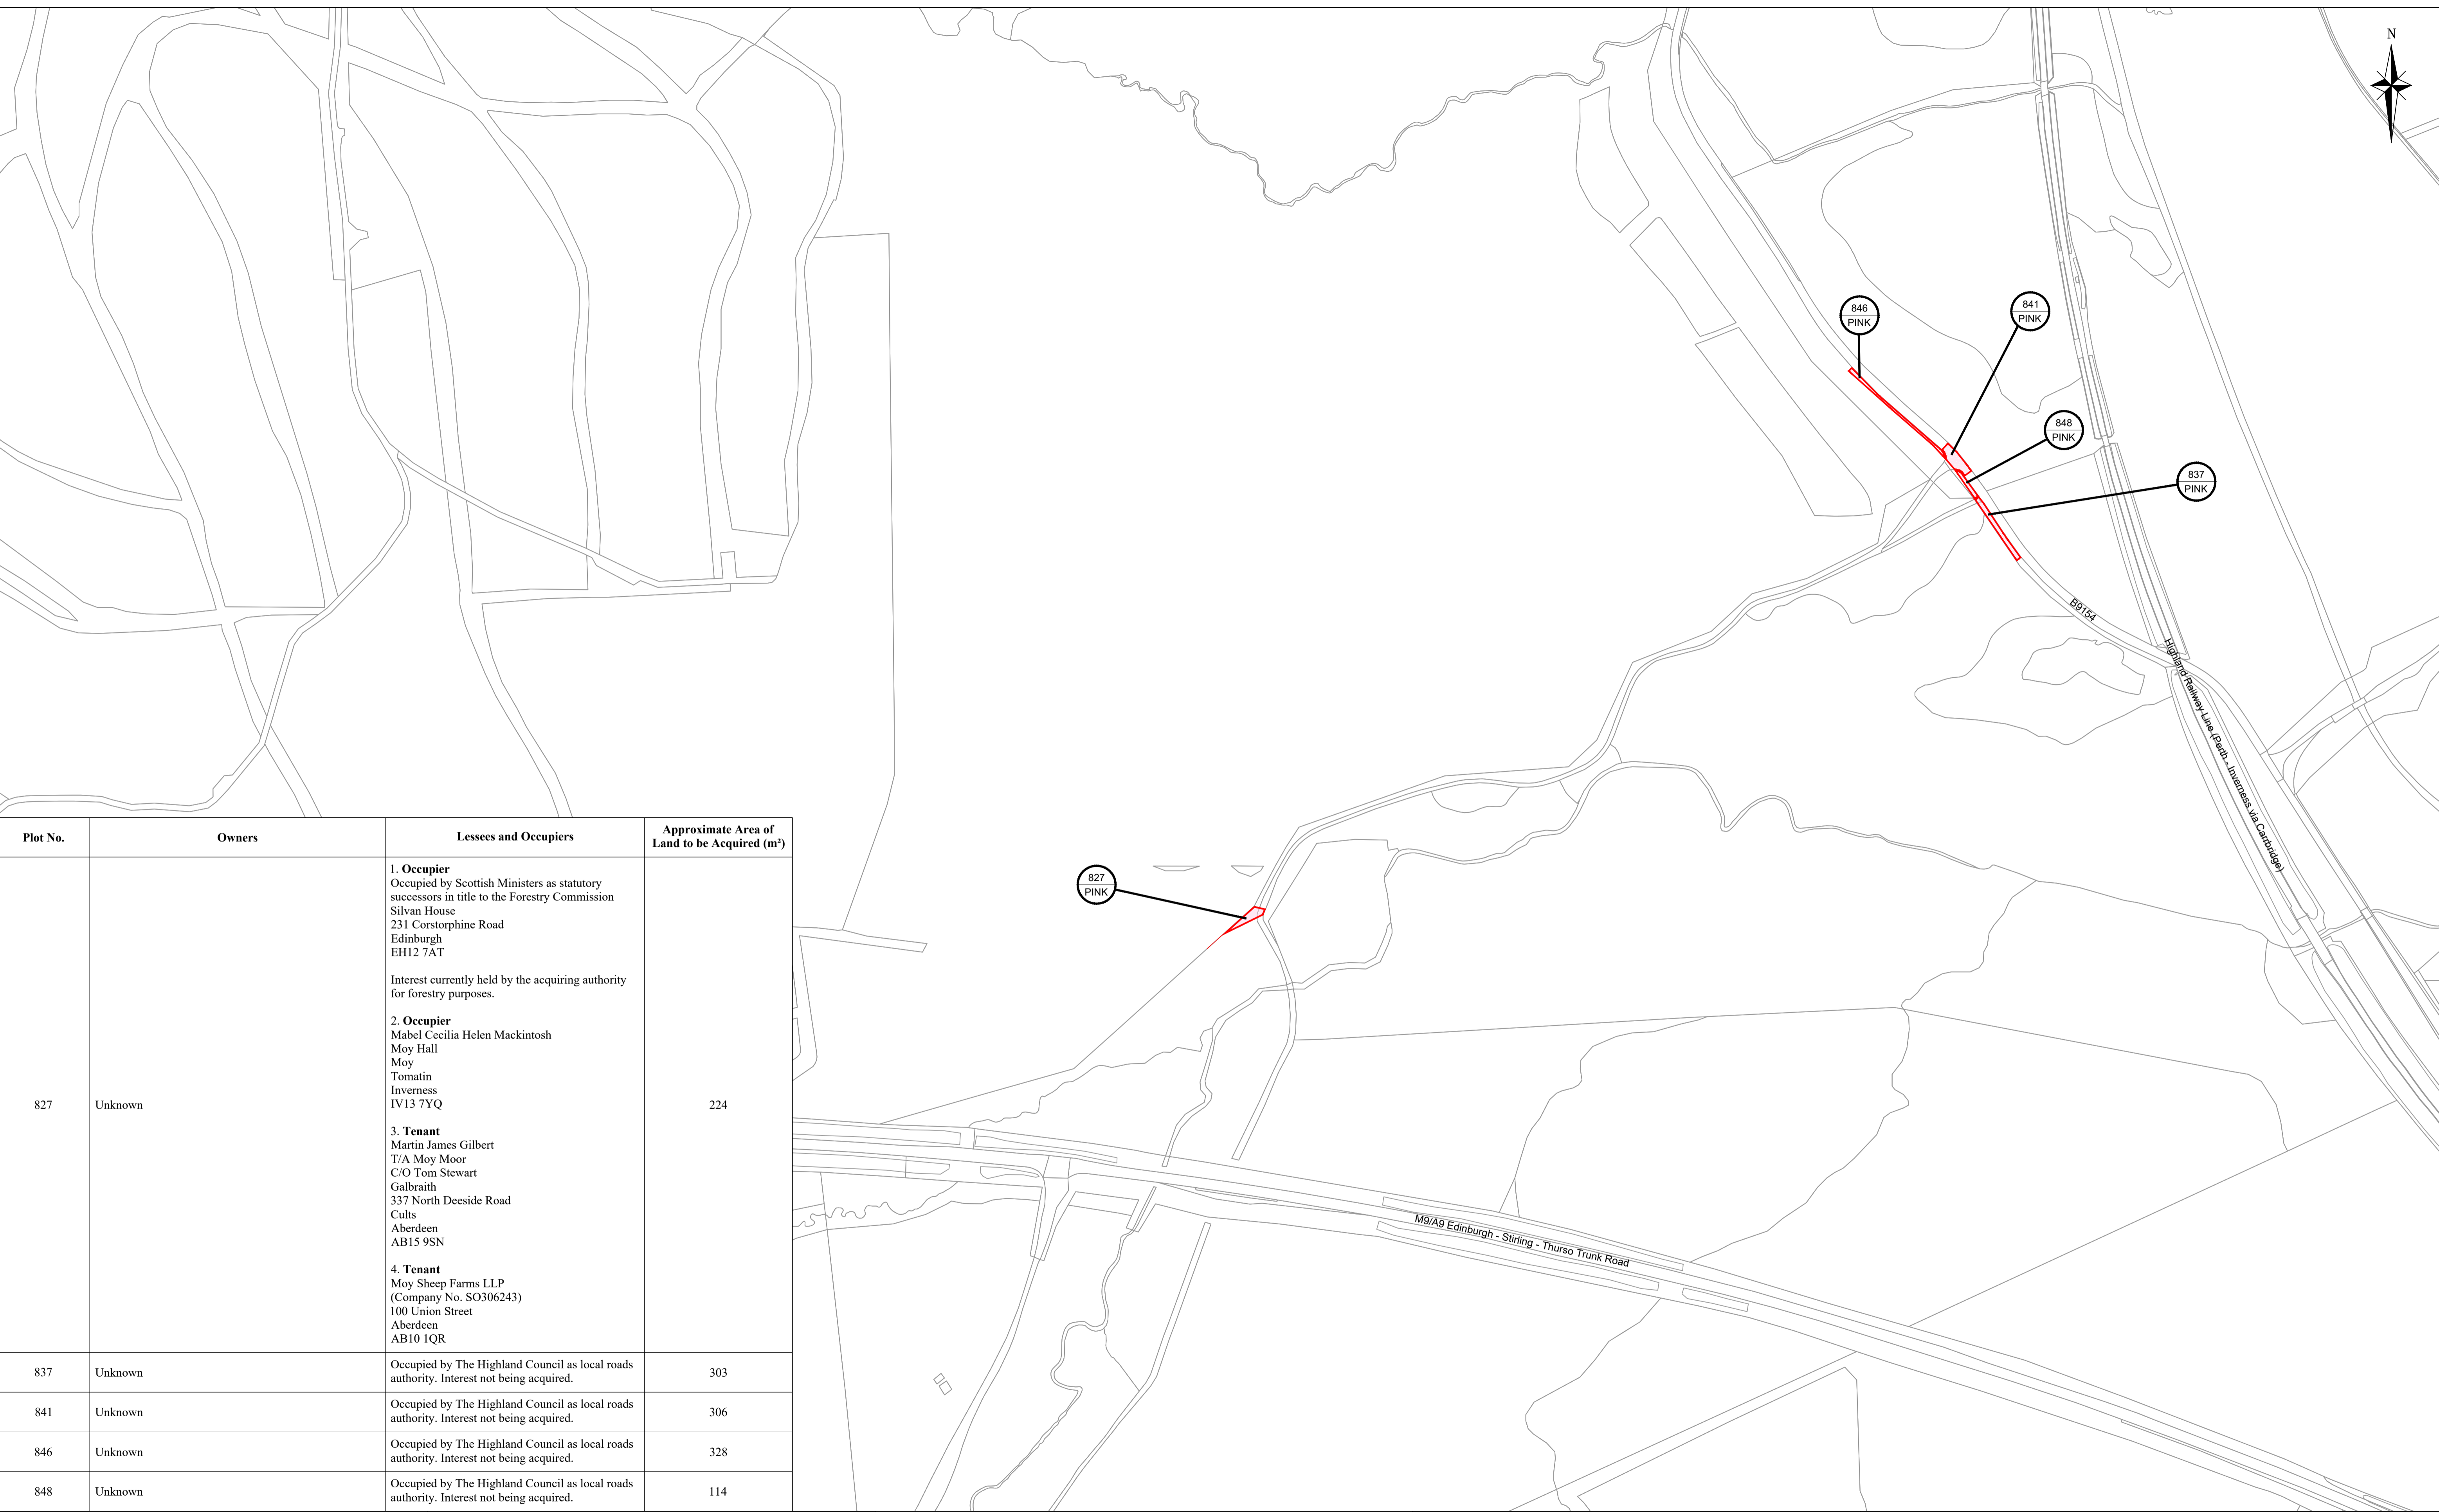 N
846
PINK
841
PINK
848
PINK
837
PINK
B9154
Highland Railway Line (Perth - Inverness via Carrbridge)
827
PINK
M9/A9 Edinburgh - Stirling - Thurso Trunk Road
Plot No.
Owners
Lessees and Occupiers
Approximate Area of
Land to be Acquired (m²)
827
Unknown
1. Occupier
Occupied by Scottish Ministers as statutory
successors in title to the Forestry Commission
Silvan House
231 Corstorphine Road
Edinburgh
EH12 7AT
Interest currently held by the acquiring authority
for forestry purposes.
2. Occupier
Mabel Cecilia Helen Mackintosh
Moy Hall
Moy
Tomatin
Inverness
IV13 7YQ
3. Tenant
Martin James Gilbert
T/A Moy Moor
C/O Tom Stewart
Galbraith
337 North Deeside Road
Cults
Aberdeen
AB15 9SN
4. Tenant
Moy Sheep Farms LLP
(Company No. SO306243)
100 Union Street
Aberdeen
AB10 1QR
224
837
Unknown
Occupied by The Highland Council as local roads
authority. Interest not being acquired.
303
841
Unknown
Occupied by The Highland Council as local roads
authority. Interest not being acquired.
306
846
Unknown
Occupied by The Highland Council as local roads
authority. Interest not being acquired.
328
848
Unknown
Occupied by The Highland Council as local roads
authority. Interest not being acquired.
114